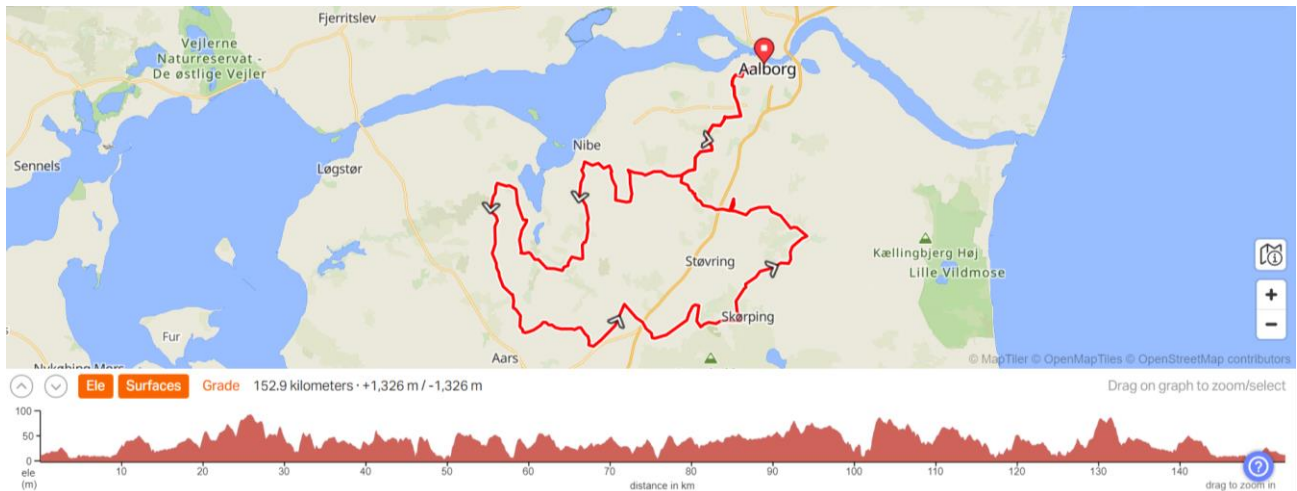 Fjerritslev
Vejlerne
Naturreservat -
De østlige Vejler
Aalborg
Nibe
Sennels
Løgstør
Kællingbjerg Høj
Lille Vildmose
Støvring
Skørping
Fur
Aars
© MapTiler © OpenMapTiles © OpenStreetMap contributors
Ele Surfaces Grade 152.9 kilometers · +1,326 m / -1,326 m Drag on graph to zoom/select
100
50
0
ele
(m)
10 20 30 40 50 60 70 80 90 100 110 120 130 140
distance in km
drag to zoom in